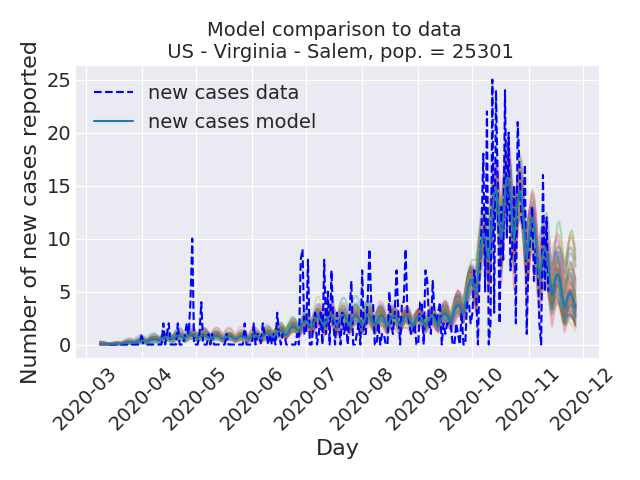 Model comparison to data
US - Virginia - Salem, pop. = 25301
Number of new cases reported
25
20
15
10
5
0
new cases data
new cases model
2020-03
2020-04
2020-05
2020-06
2020-07
2020-08
2020-09
2020-10
2020-11
2020-12
Day